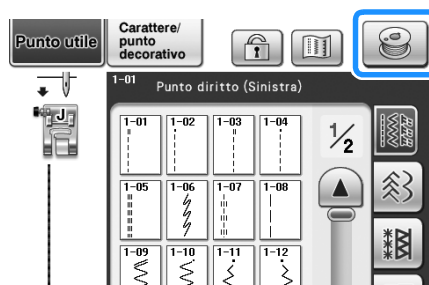 Punto utile
Carattere/
punto
decorativo
1-01
Punto diritto (Sinistra)
J
1-01 1-02 1-03 1-04
1/2
1-05 1-06 1-07 1-08
1-09 1-10 1-11 1-12